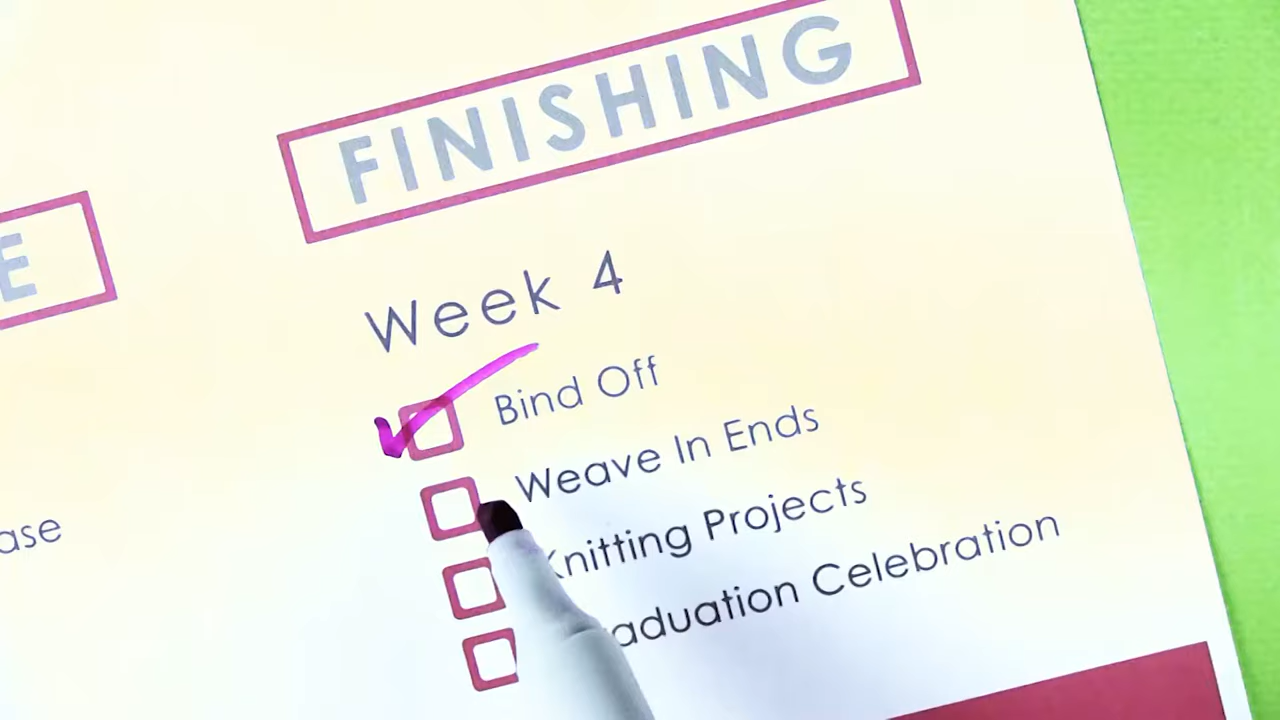 FINISHING
Week 4
Bind Off
Weave In Ends
Knitting Projects
Celebration